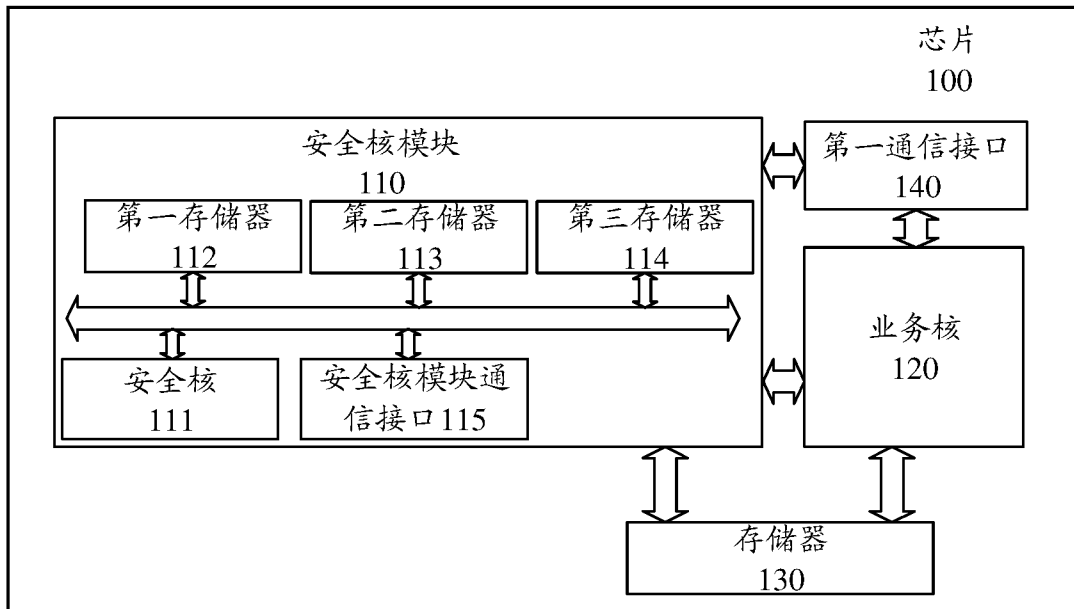 芯片
100
安全核模块
110
第一通信接口
140
第一存储器
112
第二存储器
113
第三存储器
114
业务核
120
安全核
111
安全核模块通
信接口115
存储器
130